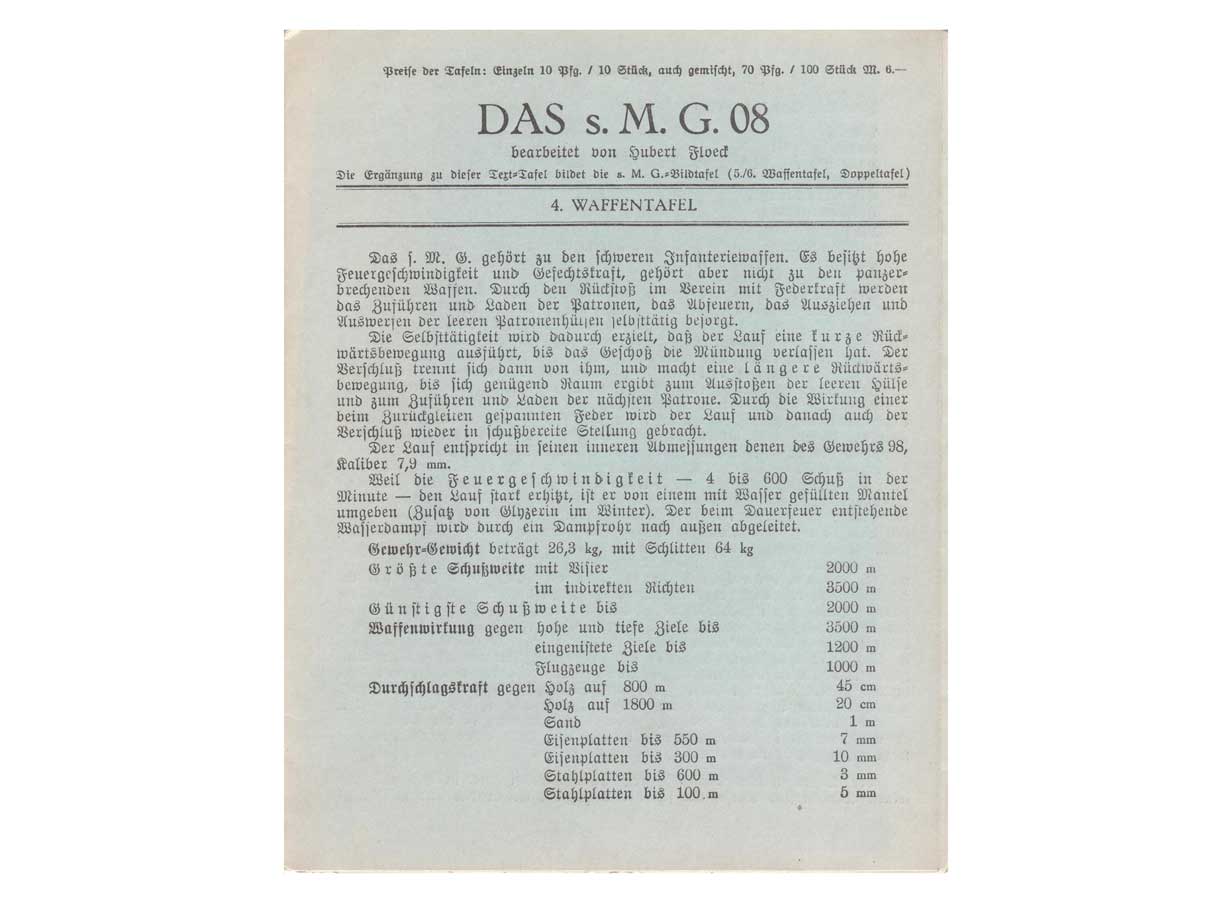 Preise der Tafeln: Einzeln 10 Pfg. / 10 Stück, auch gemischt, 70 Pfg. / 100 Stück M. 6.—
DAS s. M. G. 08
bearbeitet von Hubert Floeck
Die Ergänzung zu dieser Text=Tafel bildet die s. M. G.=Bildtafel (5./6. Waffentafel, Doppeltafel)
4. WAFFENTAFEL
Das s. M. G. gehört zu den schweren Infanteriewaffen. Es besitzt hohe
Feuergeschwindigkeit und Gefechtskraft, gehört aber nicht zu den panzer=
brechenden Waffen. Durch den Rückstoß im Verein mit Federkraft werden
das Zuführen und Laden der Patronen, das Abfeuern, das Ausziehen und
Auswerfen der leeren Patronenhülsen selbsttätig besorgt.
Die Selbsttätigkeit wird dadurch erzielt, daß der Lauf eine kurze Rück=
wärtsbewegung ausführt, bis das Geschoß die Mündung verlassen hat. Der
Verschluß trennt sich dann von ihm, und macht eine längere Rückwärts=
bewegung, bis sich genügend Raum ergibt zum Ausstoßen der leeren Hülse
und zum Zuführen und Laden der nächsten Patrone. Durch die Wirkung einer
beim Zurückgleiten gespannten Feder wird der Lauf und danach auch der
Verschluß wieder in schußbereite Stellung gebracht.
Der Lauf entspricht in seinen inneren Abmessungen denen des Gewehrs 98,
Kaliber 7,9 mm.
Weil die Feuergeschwindigkeit — 4 bis 600 Schuß in der
Minute — den Lauf stark erhitzt, ist er von einem mit Wasser gefüllten Mantel
umgeben (Zusatz von Glyzerin im Winter). Der beim Dauerfeuer entstehende
Wasserdampf wird durch ein Dampfrohr nach außen abgeleitet.
Gewehr=Gewicht beträgt 26,3 kg, mit Schlitten 64 kg
Größte Schußweite mit Visier 2000 m
im indirekten Richten 3500 m
Günstigste Schußweite bis 2000 m
Waffenwirkung gegen hohe und tiefe Ziele bis 3500 m
eingenistete Ziele bis 1200 m
Flugzeuge bis 1000 m
Durchschlagskraft gegen Holz auf 800 m 45 cm
Holz auf 1800 m 20 cm
Sand 1 m
Eisenplatten bis 550 m 7 mm
Eisenplatten bis 300 m 10 mm
Stahlplatten bis 600 m 3 mm
Stahlplatten bis 100 m 5 mm